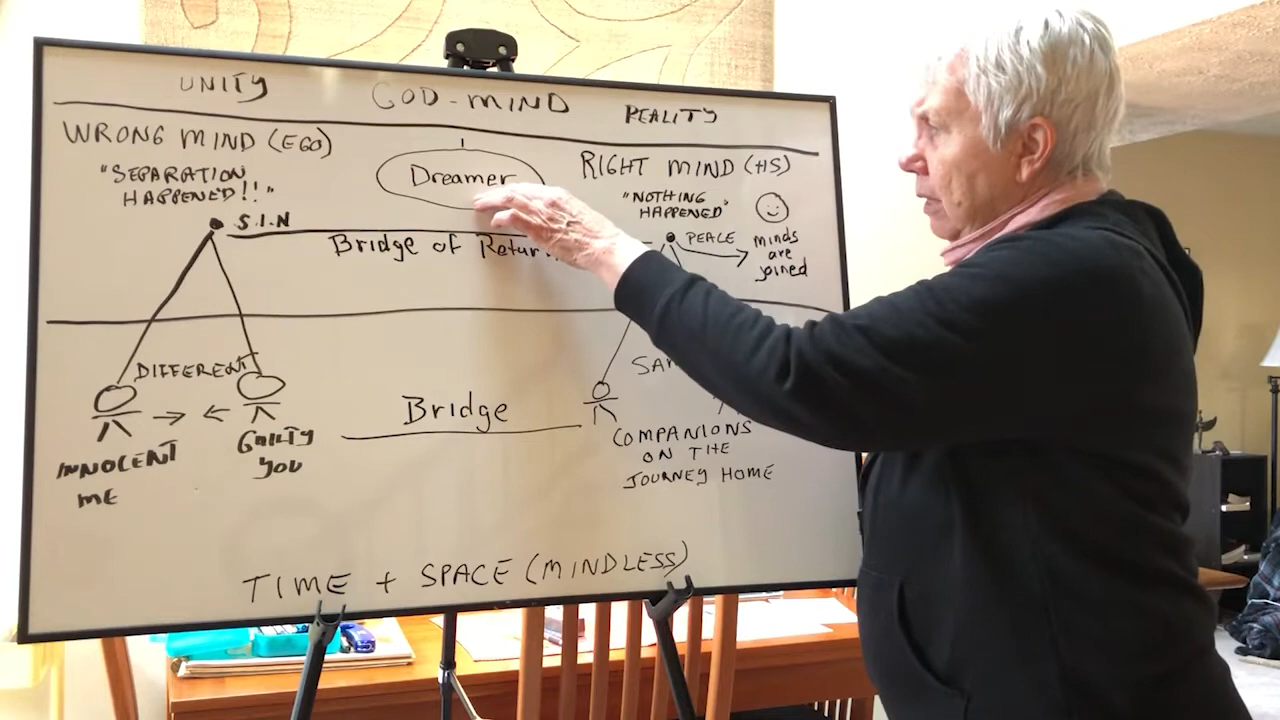 UNITY GOD-MIND REALITY
WRONG MIND (EGO)
"SEPARATION
HAPPENED!!"
S.I.N
Dreamer
RIGHT MIND (HS)
"NOTHING
HAPPENED"
PEACE
minds
are
joined
Bridge of Return
DIFFERENT
INNOCENT
ME
GUILTY
YOU
Bridge
COMPANIONS
ON THE
JOURNEY HOME
TIME + SPACE (MINDLESS)